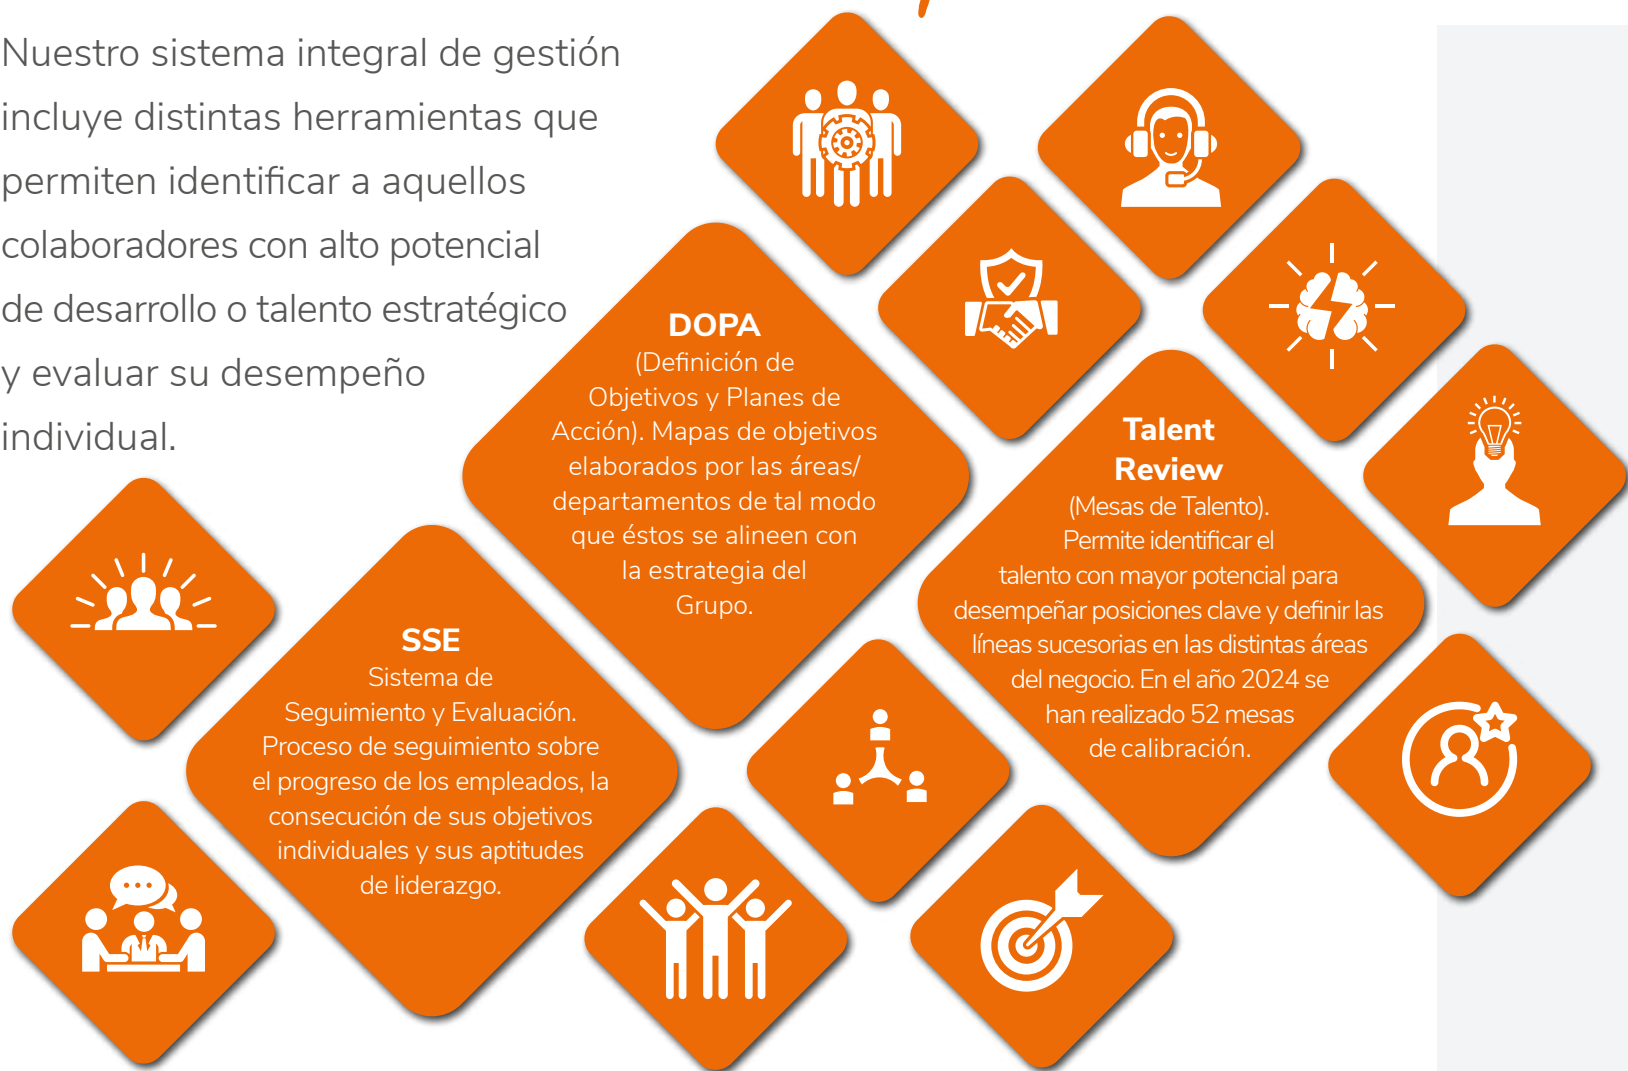 Nuestro sistema integral de gestión
incluye distintas herramientas que
permiten identificar a aquellos
colaboradores con alto potencial
de desarrollo o talento estratégico
y evaluar su desempeño
individual.
SSE
Sistema de
Seguimiento y Evaluación.
Proceso de seguimiento sobre
el progreso de los empleados, la
consecución de sus objetivos
individuales y sus aptitudes
de liderazgo.
DOPA
(Definición de
Objetivos y Planes de
Acción). Mapas de objetivos
elaborados por las áreas/
departamentos de tal modo
que éstos se alineen con
la estrategia del
Grupo.
Talent
Review
(Mesas de Talento).
Permite identificar el
talento con mayor potencial para
desempeñar posiciones clave y definir las
líneas sucesorias en las distintas áreas
del negocio. En el año 2024 se
han realizado 52 mesas
de calibración.